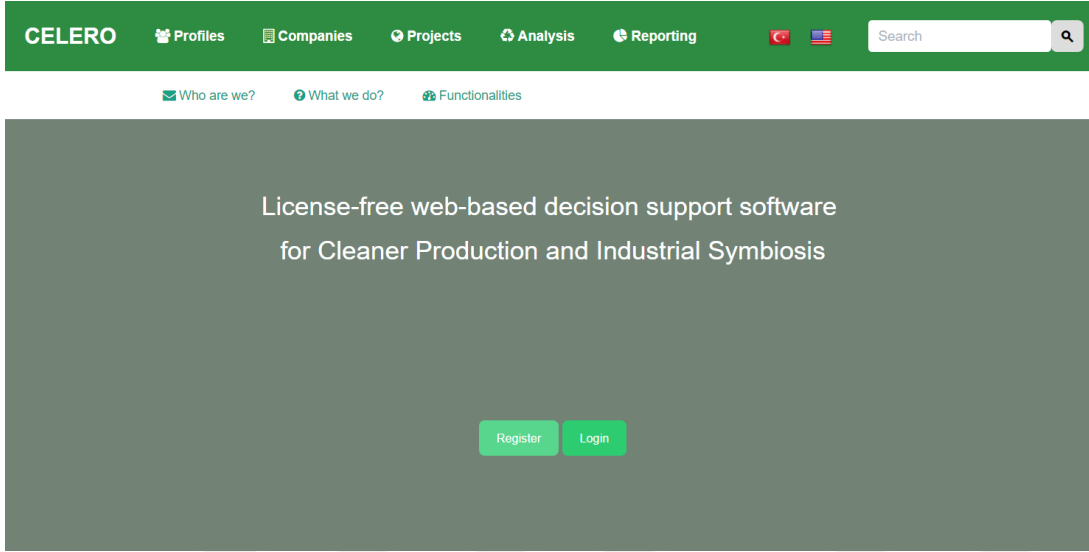 CELERO Profiles Companies Projects Analysis Reporting Search
Who are we? What we do? Functionalities
License-free web-based decision support software
for Cleaner Production and Industrial Symbiosis
Register Login